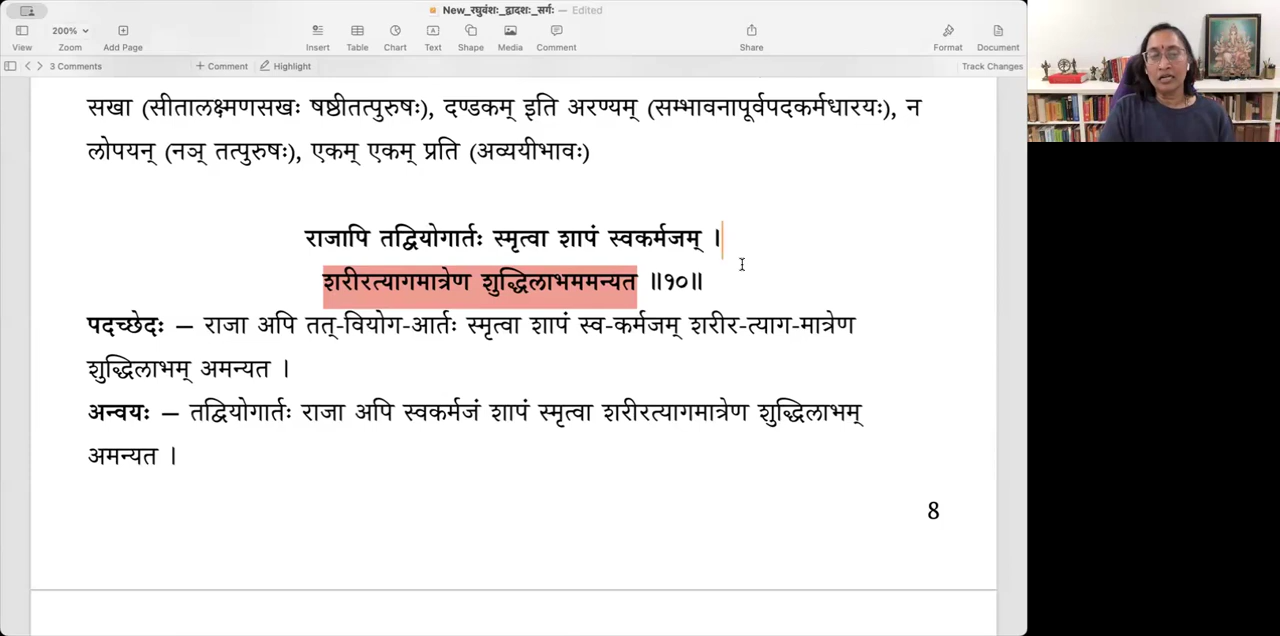 New_रघुवंशः_द्वादशः_सर्गः — Edited
200%
View Zoom Add Page Insert Table Chart Text Shape Media Comment Share Format Document
3 Comments + Comment Highlight Track Changes
सखा (सीतालक्ष्मणसखः षष्ठीतत्पुरुषः), दण्डकम् इति अरण्यम् (सम्भावनापूर्वपदकर्मधारयः), न
लोपयन् (नञ् तत्पुरुषः), एकम् एकम् प्रति (अव्ययीभावः)
राजापि तद्वियोगार्तः स्मृत्वा शापं स्वकर्मजम् ।
शरीरत्यागमात्रेण शुद्धिलाभममन्यत ॥१०॥
पदच्छेदः – राजा अपि तत्-वियोग-आर्तः स्मृत्वा शापं स्व-कर्मजम् शरीर-त्याग-मात्रेण
शुद्धिलाभम् अमन्यत ।
अन्वयः – तद्वियोगार्तः राजा अपि स्वकर्मजं शापं स्मृत्वा शरीरत्यागमात्रेण शुद्धिलाभम्
अमन्यत ।
8